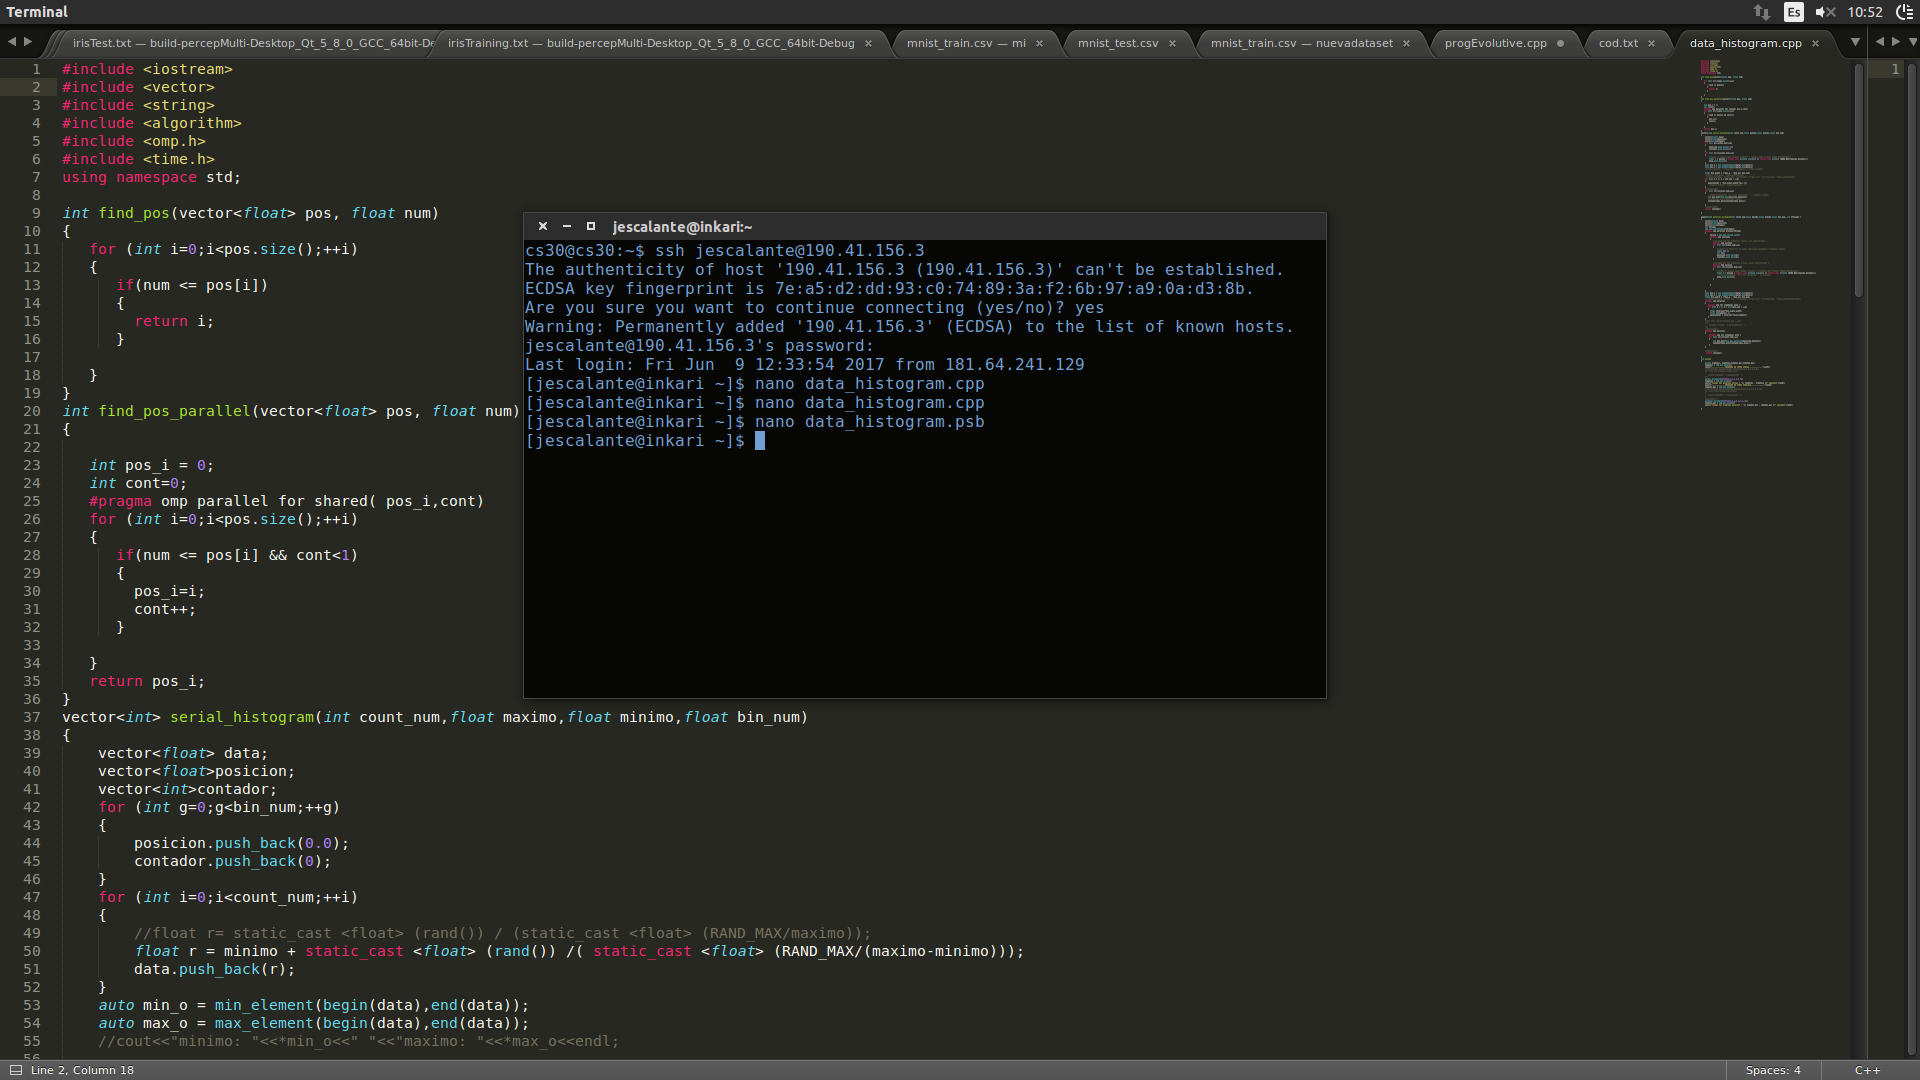 Terminal
Es
10:52
irisTest.txt — build-percepMulti-Desktop_Qt_5_8_0_GCC_64bit-De
irisTraining.txt — build-percepMulti-Desktop_Qt_5_8_0_GCC_64bit-Debug
mnist_train.csv — mi
mnist_test.csv
mnist_train.csv — nuevadataset
progEvolutive.cpp
cod.txt
data_histogram.cpp
1 #include <iostream>
2 #include <vector>
3 #include <string>
4 #include <algorithm>
5 #include <omp.h>
6 #include <time.h>
7 using namespace std;
8
9 int find_pos(vector<float> pos, float num)
10 {
11 for (int i=0;i<pos.size();++i)
12 {
13 if(num <= pos[i])
14 {
15 return i;
16 }
17
18 }
19 }
20 int find_pos_parallel(vector<float> pos, float num)
21 {
22
23 int pos_i = 0;
24 int cont=0;
25 #pragma omp parallel for shared( pos_i,cont)
26 for (int i=0;i<pos.size();++i)
27 {
28 if(num <= pos[i] && cont<1)
29 {
30 pos_i=i;
31 cont++;
32 }
33
34 }
35 return pos_i;
36 }
37 vector<int> serial_histogram(int count_num,float maximo,float minimo,float bin_num)
38 {
39 vector<float> data;
40 vector<float>posicion;
41 vector<int>contador;
42 for (int g=0;g<bin_num;++g)
43 {
44 posicion.push_back(0.0);
45 contador.push_back(0);
46 }
47 for (int i=0;i<count_num;++i)
48 {
49 //float r= static_cast <float> (rand()) / (static_cast <float> (RAND_MAX/maximo));
50 float r = minimo + static_cast <float> (rand()) /( static_cast <float> (RAND_MAX/(maximo-minimo)));
51 data.push_back(r);
52 }
53 auto min_o = min_element(begin(data),end(data));
54 auto max_o = max_element(begin(data),end(data));
55 //cout<<"minimo: "<<*min_o<<" "<<"maximo: "<<*max_o<<endl;
56
jescalante@inkari:~
cs30@cs30:~$ ssh jescalante@190.41.156.3
The authenticity of host '190.41.156.3 (190.41.156.3)' can't be established.
ECDSA key fingerprint is 7e:a5:d2:dd:93:c0:74:89:3a:f2:6b:97:a9:0a:d3:8b.
Are you sure you want to continue connecting (yes/no)? yes
Warning: Permanently added '190.41.156.3' (ECDSA) to the list of known hosts.
jescalante@190.41.156.3's password:
Last login: Fri Jun  9 12:33:54 2017 from 181.64.241.129
[jescalante@inkari ~]$ nano data_histogram.cpp
[jescalante@inkari ~]$ nano data_histogram.cpp
[jescalante@inkari ~]$ nano data_histogram.psb
[jescalante@inkari ~]$
1
Line 2, Column 18
Spaces: 4
C++